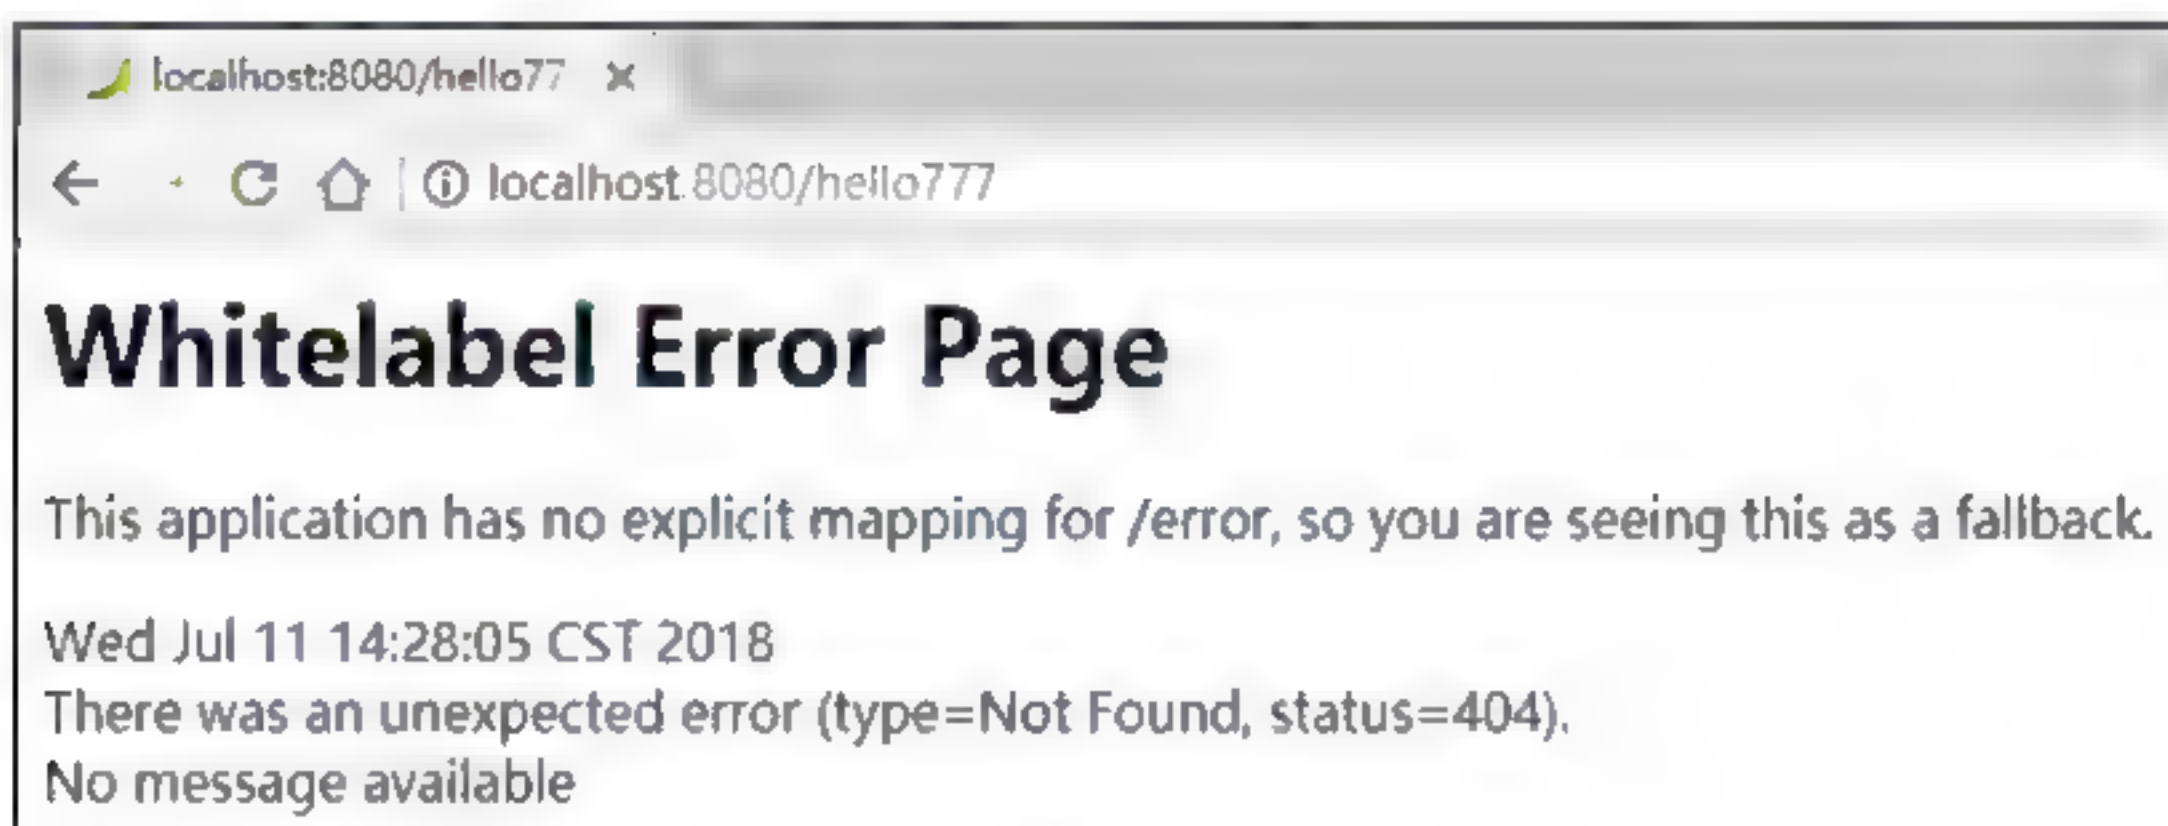 localhost:8080/hello77
localhost:8080/hello777
Whitelabel Error Page
This application has no explicit mapping for /error, so you are seeing this as a fallback.
Wed Jul 11 14:28:05 CST 2018
There was an unexpected error (type=Not Found, status=404).
No message available